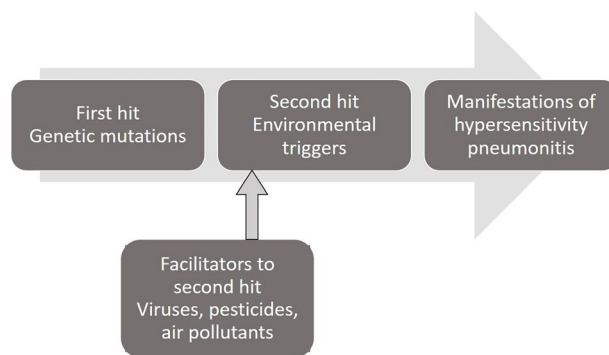 First hit
Genetic mutations
Second hit
Environmental
triggers
Manifestations of
hypersensitivity
pneumonitis
Facilitators to
second hit
Viruses, pesticides,
air pollutants